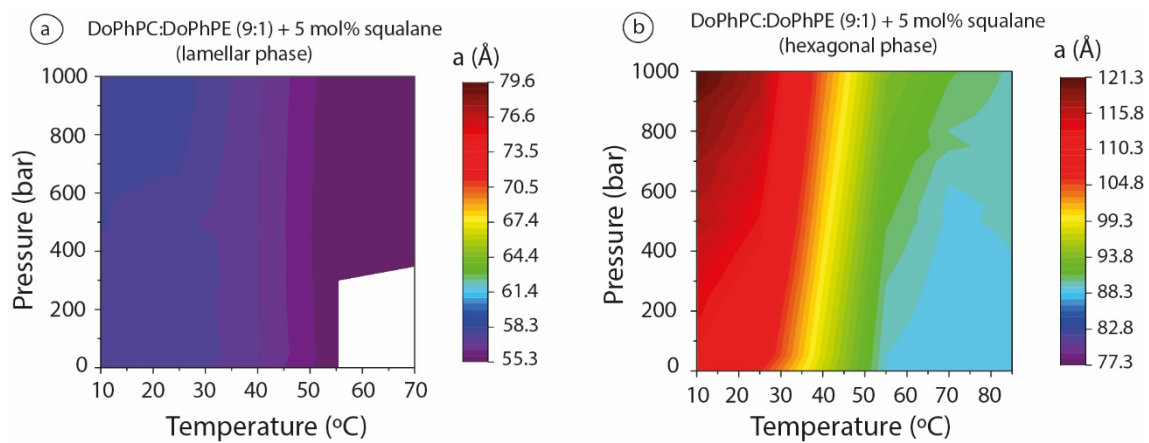 a
DoPhPC:DoPhPE (9:1) + 5 mol% squalane
(lamellar phase)
a (Å)
1000
800
600
400
200
0
Pressure (bar)
10 20 30 40 50 60 70
Temperature (ºC)
79.6
76.6
73.5
70.5
67.4
64.4
61.4
58.3
55.3
b
DoPhPC:DoPhPE (9:1) + 5 mol% squalane
(hexagonal phase)
a (Å)
1000
800
600
400
200
0
Pressure (bar)
10 20 30 40 50 60 70 80
Temperature (ºC)
121.3
115.8
110.3
104.8
99.3
93.8
88.3
82.8
77.3